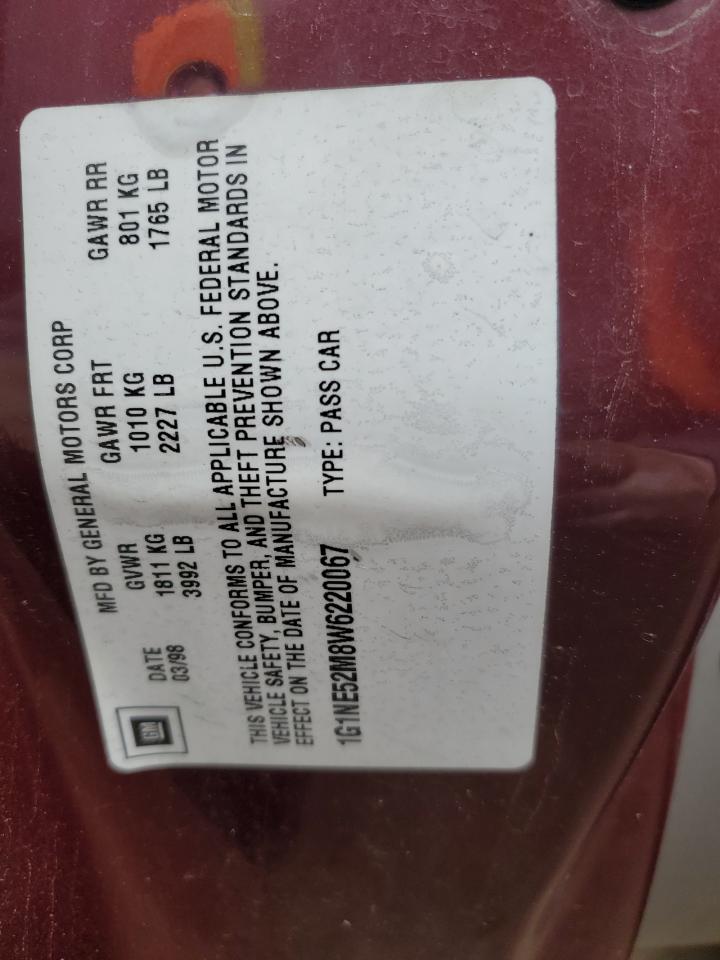 GM
MFD BY GENERAL MOTORS CORP
DATE GVWR GAWR FRT GAWR RR
03/98 1811 KG 1010 KG 801 KG
3992 LB 2227 LB 1765 LB
THIS VEHICLE CONFORMS TO ALL APPLICABLE U.S. FEDERAL MOTOR
VEHICLE SAFETY, BUMPER, AND THEFT PREVENTION STANDARDS IN
EFFECT ON THE DATE OF MANUFACTURE SHOWN ABOVE.
1G1NE52M8W6220067 TYPE: PASS CAR